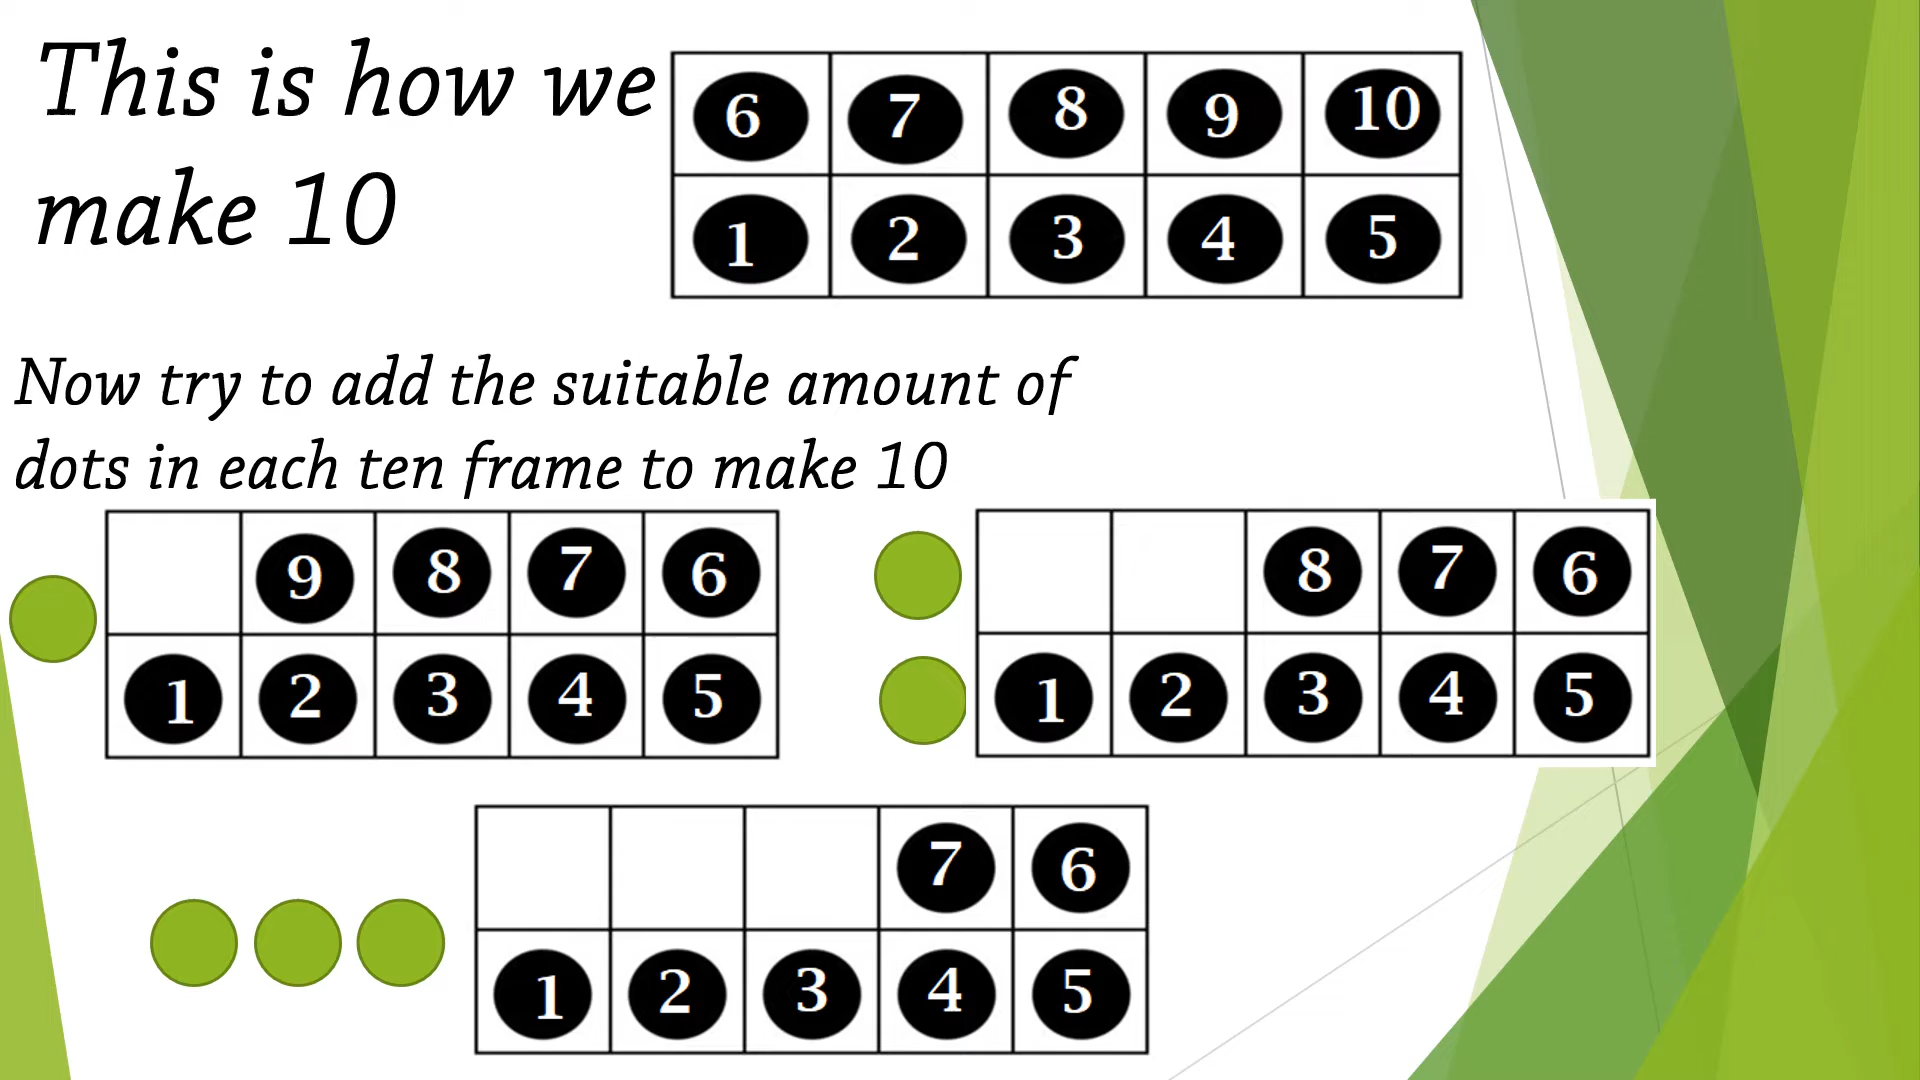 This is how we
make 10
6 7 8 9 10
1 2 3 4 5
Now try to add the suitable amount of
dots in each ten frame to make 10
9 8 7 6
1 2 3 4 5
8 7 6
1 2 3 4 5
7 6
1 2 3 4 5